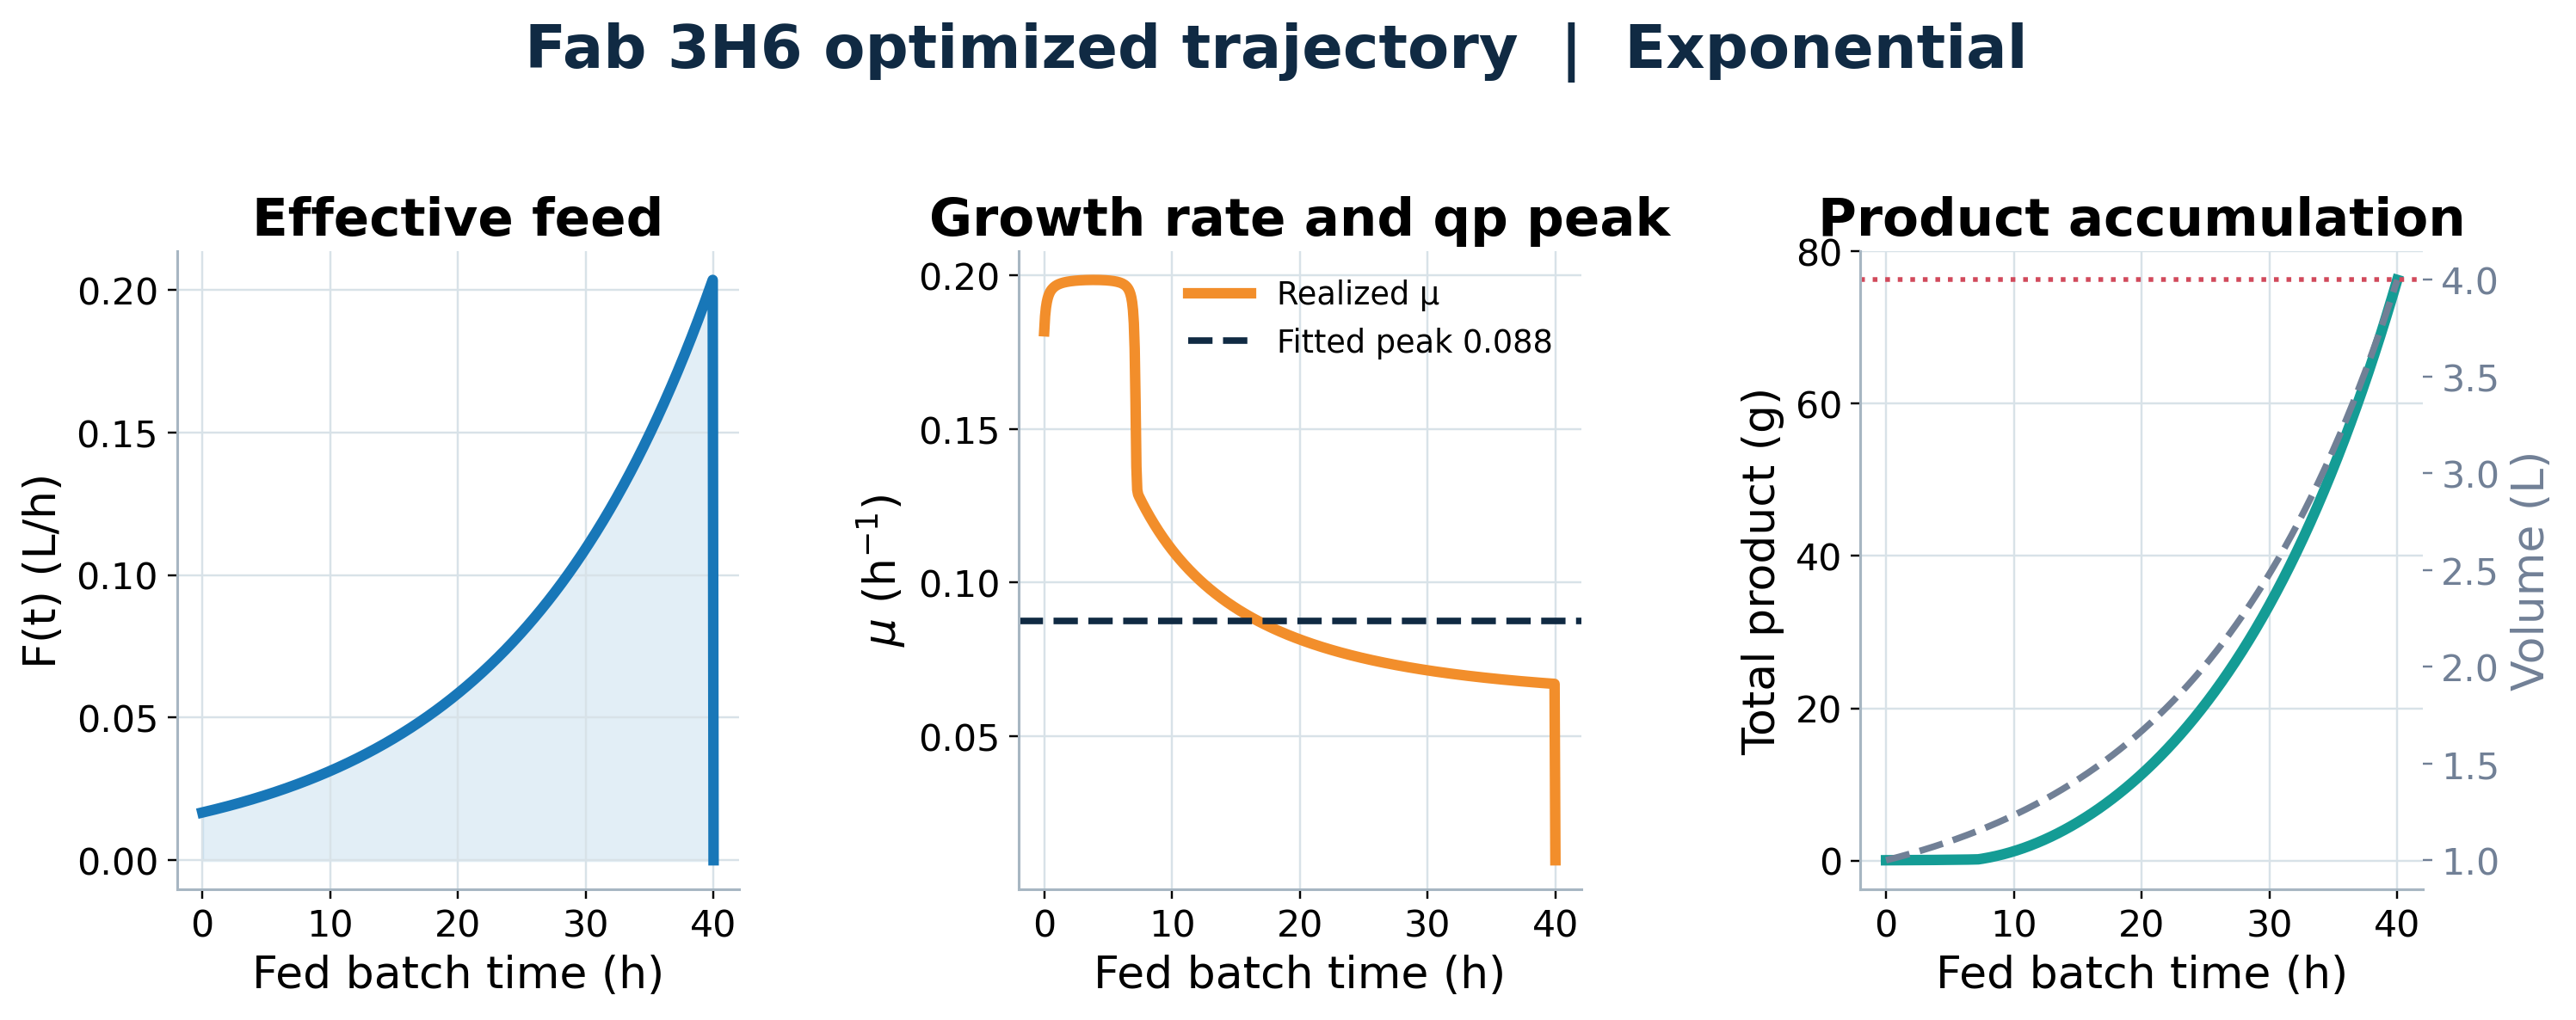 Fab 3H6 optimized trajectory | Exponential
Effective feed
F(t) (L/h)
0.20
0.15
0.10
0.05
0.00
0 10 20 30 40
Fed batch time (h)
Growth rate and qp peak
μ (h⁻¹)
0.20
0.15
0.10
0.05
Realized μ
Fitted peak 0.088
0 10 20 30 40
Fed batch time (h)
Product accumulation
Total product (g)
80
60
40
20
0
4.0
3.5
3.0
2.5
2.0
1.5
1.0
Volume (L)
0 10 20 30 40
Fed batch time (h)